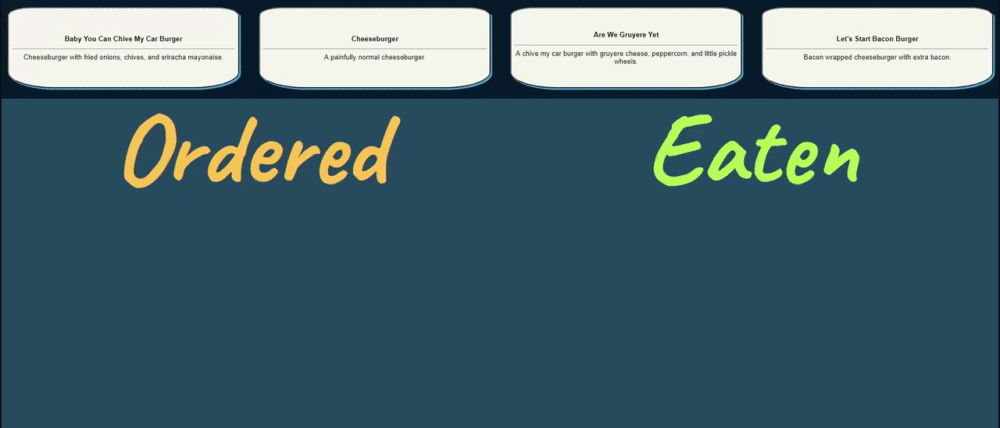 Baby You Can Chive My Car Burger
Cheeseburger with fried onions, chives, and sriracha mayonaise.
Cheeseburger
A painfully normal cheeseburger.
Are We Gruyere Yet
A chive my car burger with gruyere cheese, peppercorn, and little pickle
wheels.
Let's Start Bacon Burger
Bacon wrapped cheeseburger with extra bacon.
Ordered
Eaten